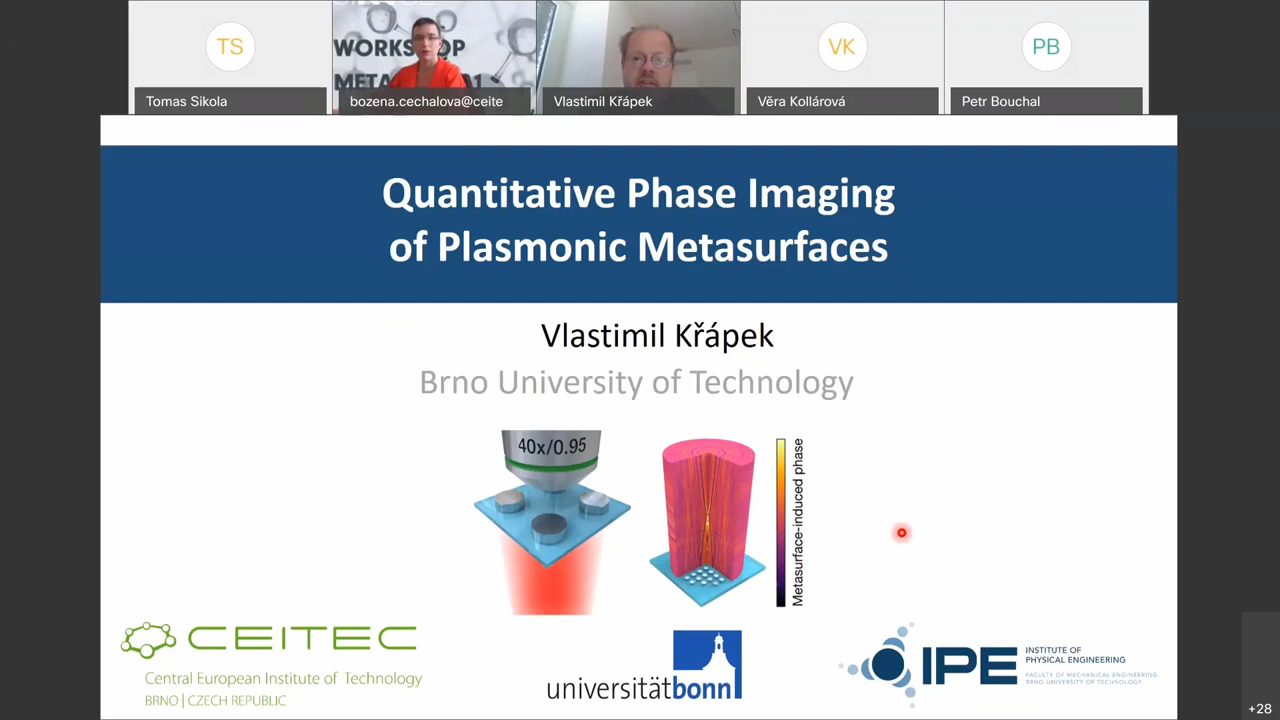 TS
WORKSHOP
Tomas Sikola
bozena.cechalova@ceite
Vlastimil Křápek
VK
Věra Kollárová
PB
Petr Bouchal
Quantitative Phase Imaging
of Plasmonic Metasurfaces
Vlastimil Křápek
Brno University of Technology
40x/0.95
Metasurface-induced phase
CEITEC
Central European Institute of Technology
BRNO | CZECH REPUBLIC
universitätbonn
IPE
INSTITUTE OF
PHYSICAL ENGINEERING
FACULTY OF MECHANICAL ENGINEERING
BRNO UNIVERSITY OF TECHNOLOGY
+28